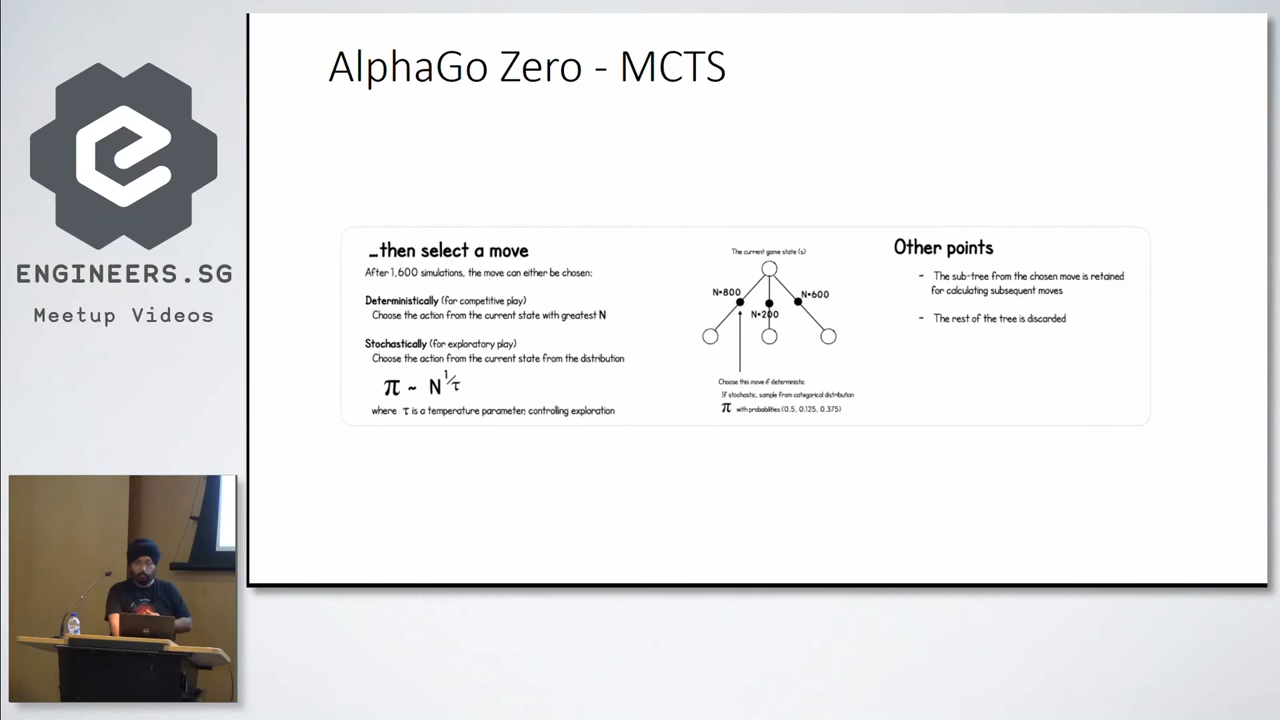 AlphaGo Zero - MCTS
ENGINEERS.SG
Meetup Videos
...then select a move
After 1,600 simulations, the move can either be chosen:
Deterministically (for competitive play)
Choose the action from the current state with greatest N
Stochastically (for exploratory play)
Choose the action from the current state from the distribution
π ~ N^1/τ
where τ is a temperature parameter, controlling exploration
The current game state (s)
N=800
N=600
N=200
Choose this move if deterministic
If stochastic, sample from categorical distribution
π with probabilities (0.5, 0.125, 0.375)
Other points
- The sub-tree from the chosen move is retained
for calculating subsequent moves
- The rest of the tree is discarded